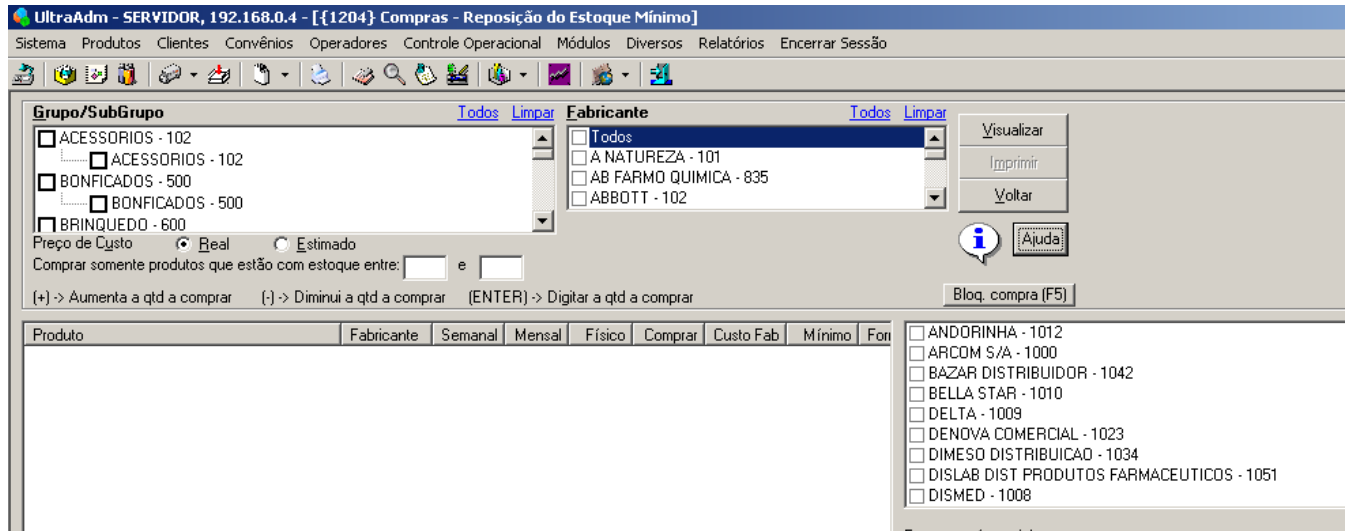 UltraAdm - SERVIDOR, 192.168.0.4 - [{1204} Compras - Reposição do Estoque Mínimo]
Sistema Produtos Clientes Convênios Operadores Controle Operacional Módulos Diversos Relatórios Encerrar Sessão
Grupo/SubGrupo Todos Limpar Fabricante Todos Limpar
ACESSORIOS - 102
ACESSORIOS - 102
BONFICADOS - 500
BONFICADOS - 500
BRINQUEDO - 600
Todos
A NATUREZA - 101
AB FARMO QUIMICA - 835
ABBOTT - 102
Visualizar
Imprimir
Voltar
Ajuda
Preço de Custo Real Estimado
Comprar somente produtos que estão com estoque entre: e
(+) -> Aumenta a qtd a comprar (-) -> Diminui a qtd a comprar (ENTER) -> Digitar a qtd a comprar
Bloq. compra (F5)
Produto Fabricante Semanal Mensal Físico Comprar Custo Fab Mínimo Forn
ANDORINHA - 1012
ARCOM S/A - 1000
BAZAR DISTRIBUIDOR - 1042
BELLA STAR - 1010
DELTA - 1009
DENOVA COMERCIAL - 1023
DIMESO DISTRIBUICAO - 1034
DISLAB DIST PRODUTOS FARMACEUTICOS - 1051
DISMED - 1008